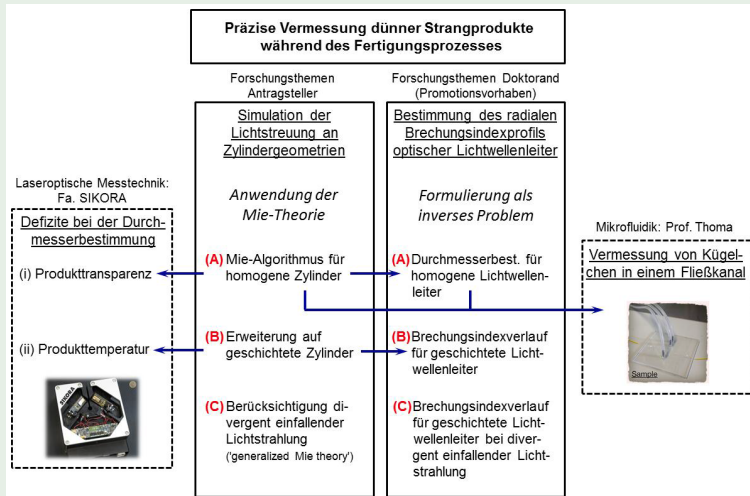 Präzise Vermessung dünner Strangprodukte
während des Fertigungsprozesses
Forschungsthemen
Antragsteller
Simulation der
Lichtstreuung an
Zylindergeometrien
Anwendung der
Mie-Theorie
(A) Mie-Algorithmus für
homogene Zylinder
(B) Erweiterung auf
geschichtete Zylinder
(C) Berücksichtigung di-
vergent einfallender
Lichtstrahlung
('generalized Mie theory')
Forschungsthemen Doktorand
(Promotionsvorhaben)
Bestimmung des radialen
Brechungsindexprofils
optischer Lichtwellenleiter
Formulierung als
inverses Problem
(A) Durchmesserbest. für
homogene Lichtwellen-
leiter
(B) Brechungsindexverlauf
für geschichtete Licht-
wellenleiter
(C) Brechungsindexverlauf
für geschichtete Licht-
wellenleiter bei diver-
gent einfallender Licht-
strahlung
Laseroptische Messtechnik:
Fa. SIKORA
Defizite bei der Durch-
messerbestimmung
(i) Produkttransparenz
(ii) Produkttemperatur
SIKORA
Mikrofluidik: Prof. Thoma
Vermessung von Kügel-
chen in einem Fließkanal
Sample